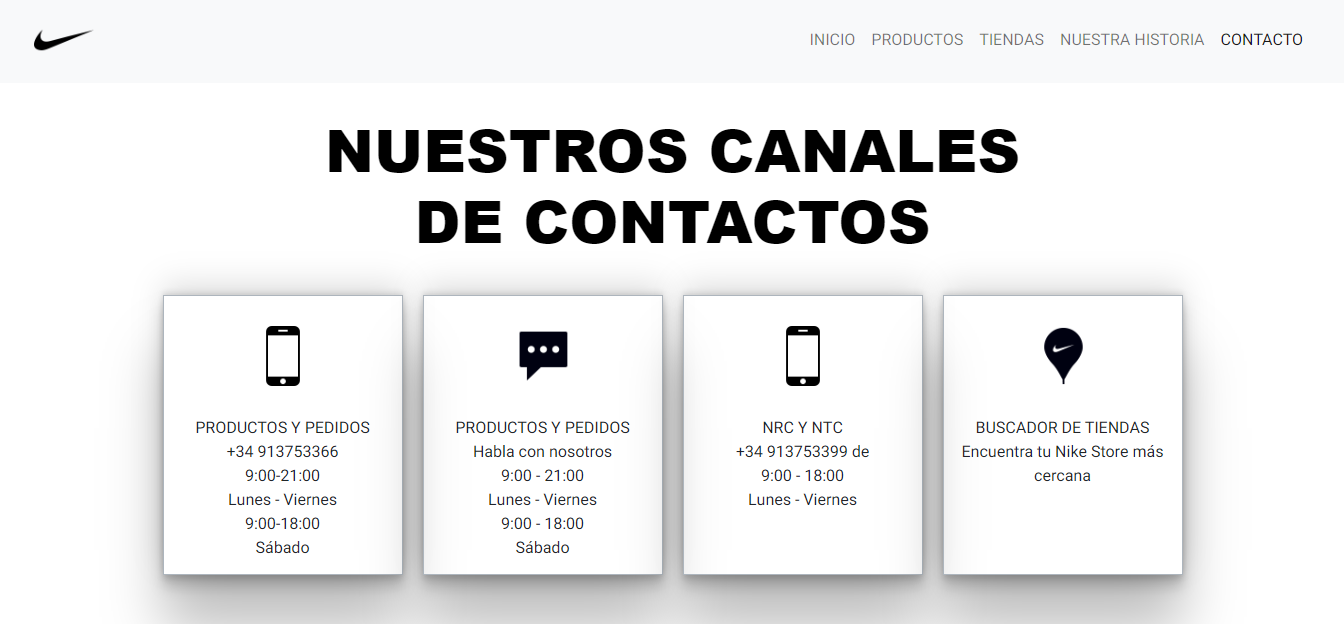 INICIO PRODUCTOS TIENDAS NUESTRA HISTORIA CONTACTO
NUESTROS CANALES
DE CONTACTOS
PRODUCTOS Y PEDIDOS
+34 913753366
9:00-21:00
Lunes - Viernes
9:00-18:00
Sábado
PRODUCTOS Y PEDIDOS
Habla con nosotros
9:00 - 21:00
Lunes - Viernes
9:00 - 18:00
Sábado
NRC Y NTC
+34 913753399 de
9:00 - 18:00
Lunes - Viernes
BUSCADOR DE TIENDAS
Encuentra tu Nike Store más
cercana